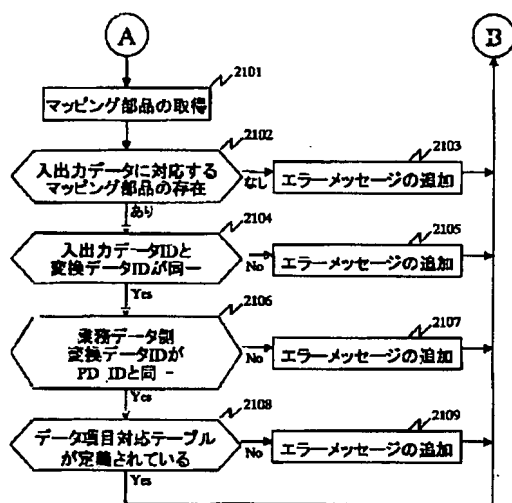 A
B
2101
マッピング部品の取得
2102
入出力データに対応する
マッピング部品の存在
なし
2103
エラーメッセージの追加
あり
2104
入出力データIDと
変換データIDが同一
No
2105
エラーメッセージの追加
Yes
2106
業務データ側
変換データIDが
PD_IDと同一
No
2107
エラーメッセージの追加
Yes
2108
データ項目対応テーブル
が定義されている
No
2109
エラーメッセージの追加
Yes